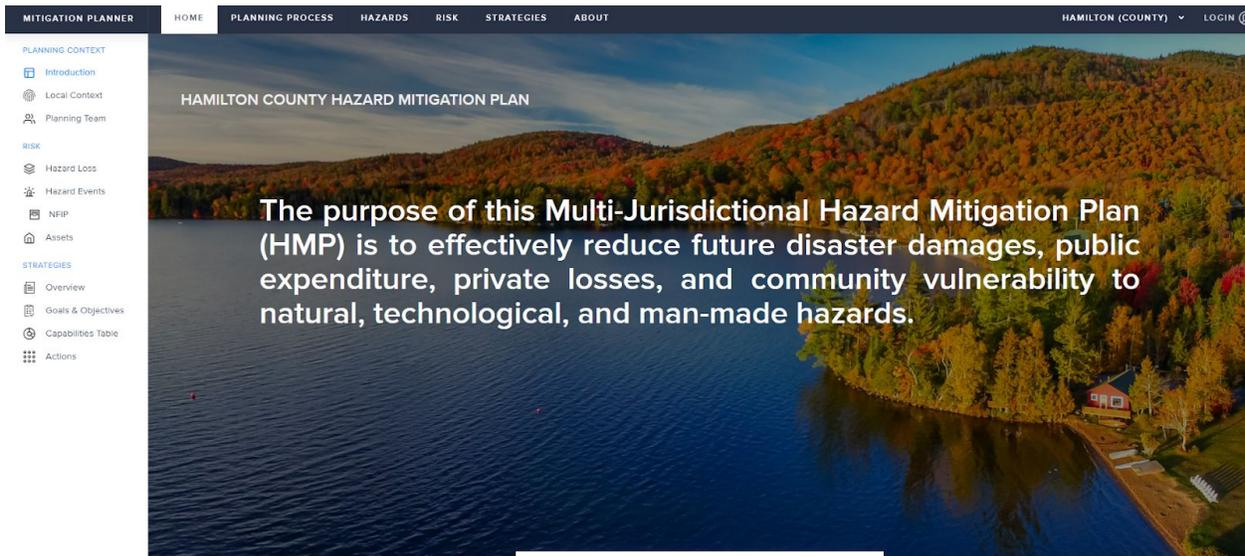 MITIGATION PLANNER
HOME
PLANNING PROCESS
HAZARDS
RISK
STRATEGIES
ABOUT
HAMILTON (COUNTY)
LOGIN
PLANNING CONTEXT
Introduction
Local Context
Planning Team
RISK
Hazard Loss
Hazard Events
NFIP
Assets
STRATEGIES
Overview
Goals & Objectives
Capabilities Table
Actions
HAMILTON COUNTY HAZARD MITIGATION PLAN
The purpose of this Multi-Jurisdictional Hazard Mitigation Plan
(HMP) is to effectively reduce future disaster damages, public
expenditure, private losses, and community vulnerability to
natural, technological, and man-made hazards.